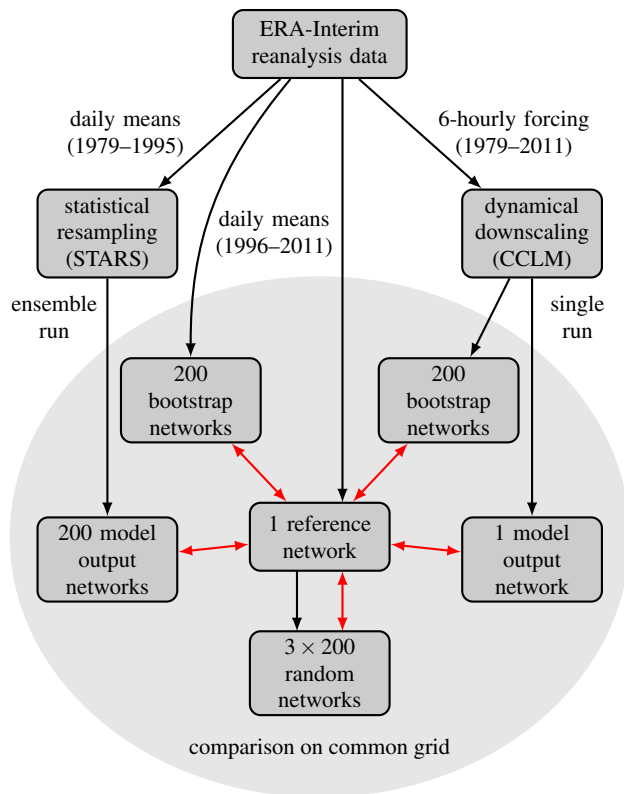 ERA-Interim
reanalysis data
daily means
(1979–1995)
6-hourly forcing
(1979–2011)
statistical
resampling
(STARS)
daily means
(1996–2011)
dynamical
downscaling
(CCLM)
ensemble
run
single
run
200
bootstrap
networks
200
bootstrap
networks
200 model
output
networks
1 reference
network
1 model
output
network
3 × 200
random
networks
comparison on common grid